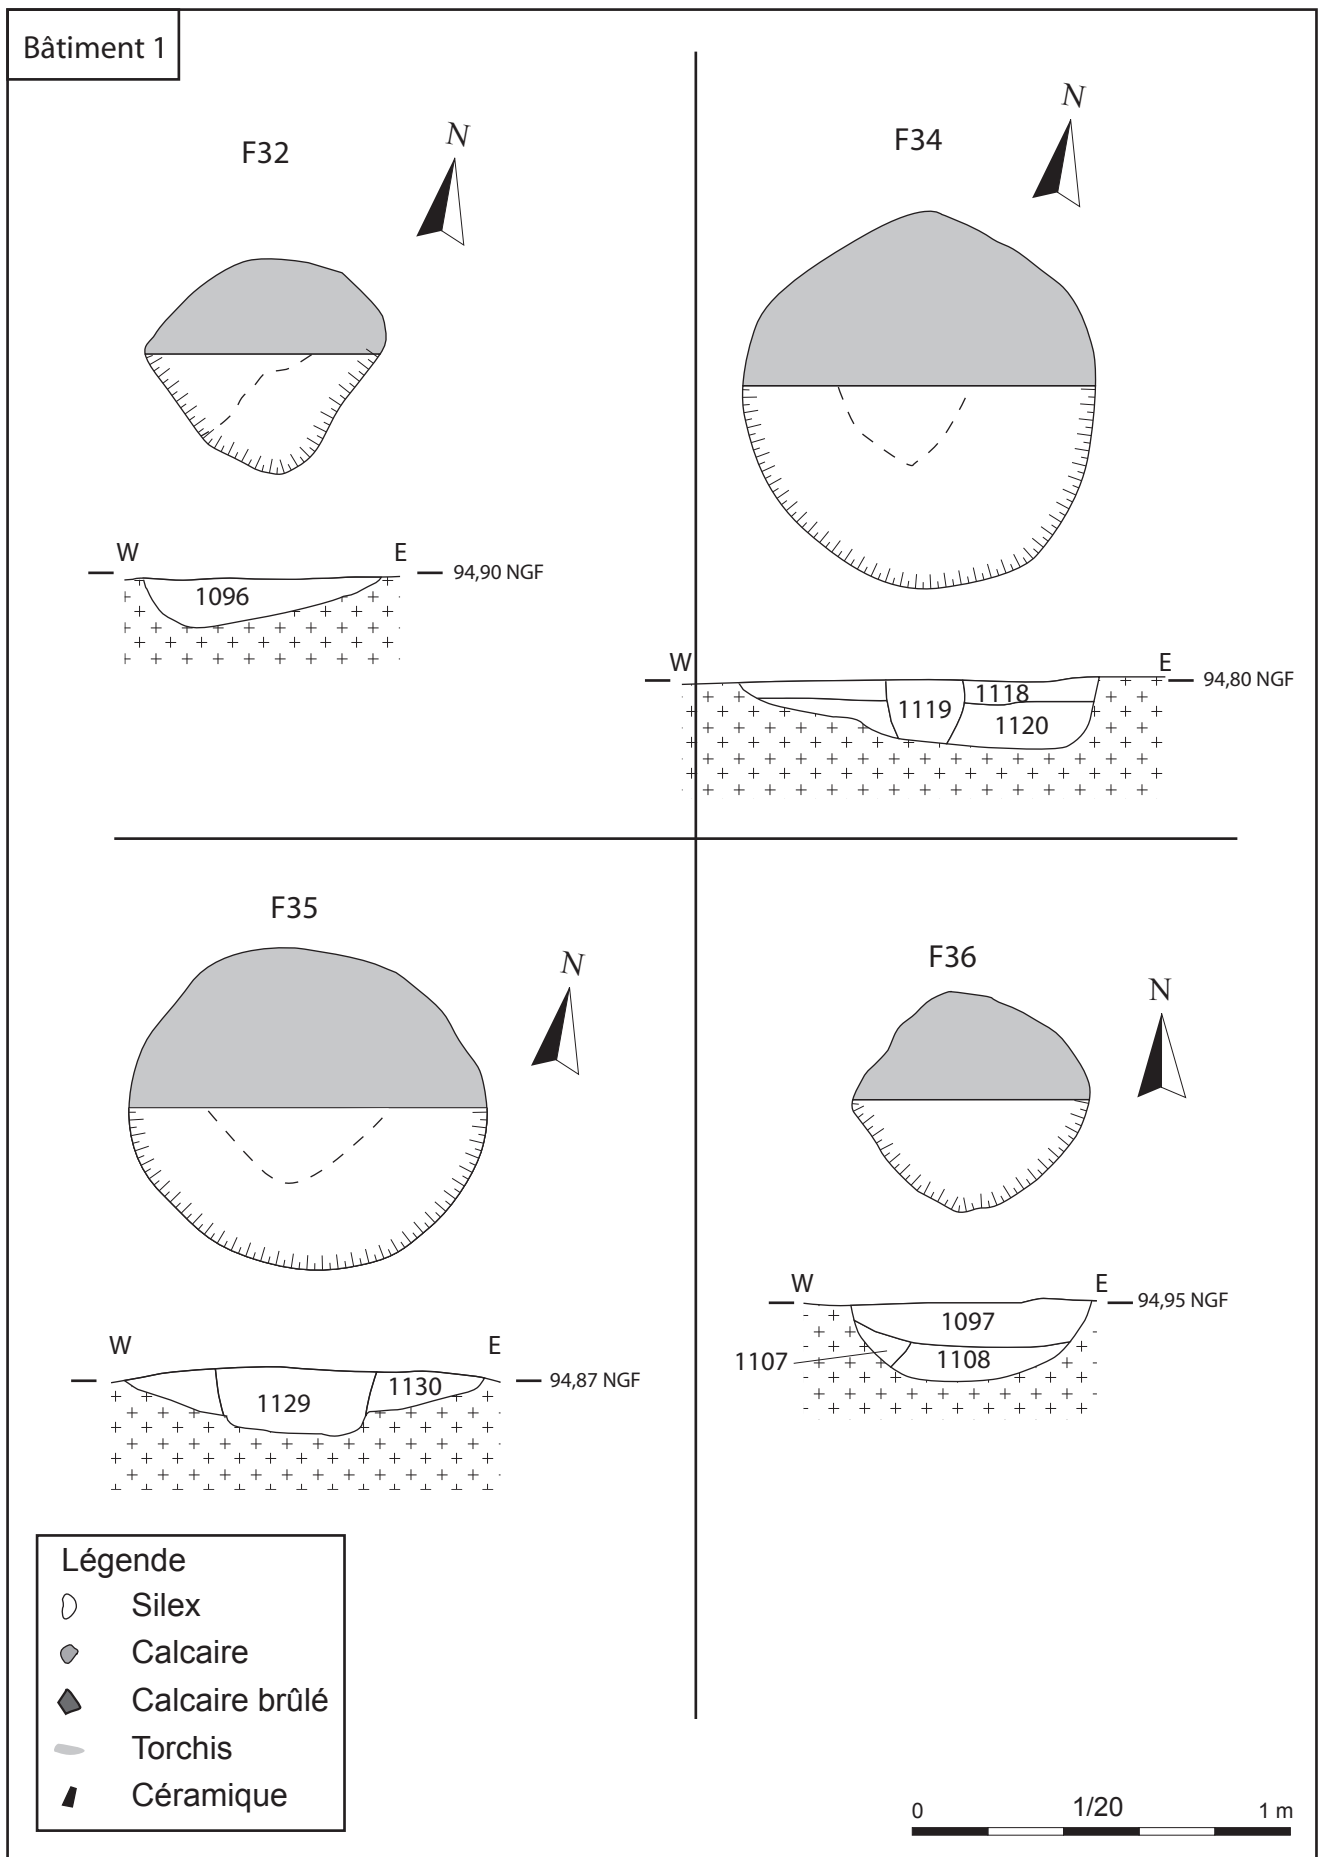 Bâtiment 1
F32
N
W
E
94,90 NGF
1096
F34
N
W
E
94,80 NGF
1118
1119
1120
F35
N
W
E
94,87 NGF
1130
1129
F36
N
W
E
94,95 NGF
1097
1107
1108
Légende
Silex
Calcaire
Calcaire brûlé
Torchis
Céramique
0 1/20 1 m